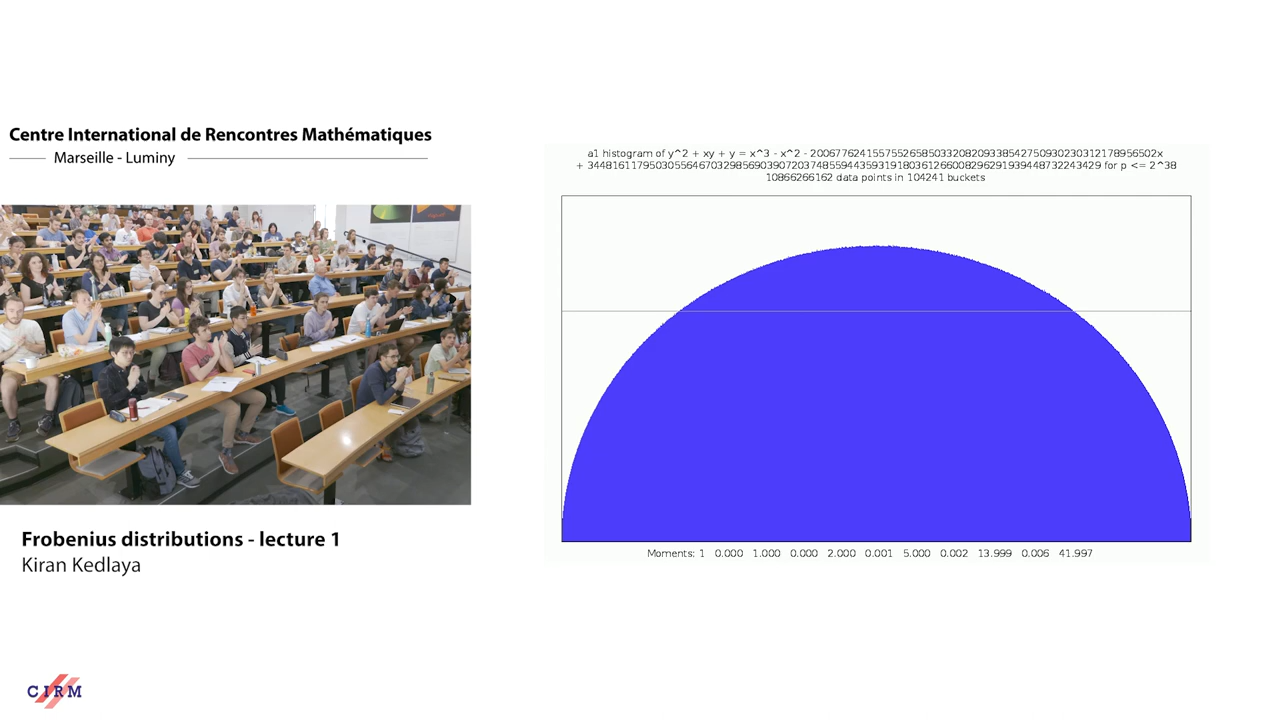 Centre International de Rencontres Mathématiques
Marseille - Luminy
a1 histogram of y^2 + xy + y = x^3 - x^2 - 20067762415575526585033208209338542750930230312178956502x
+ 34481611795030556467032985690390720374855944359319180361266008296291939448732243429 for p <= 2^38
10866266162 data points in 104241 buckets
Moments: 1 0.000 1.000 0.000 2.000 0.001 5.000 0.002 13.999 0.006 41.997
Frobenius distributions - lecture 1
Kiran Kedlaya
CIRM